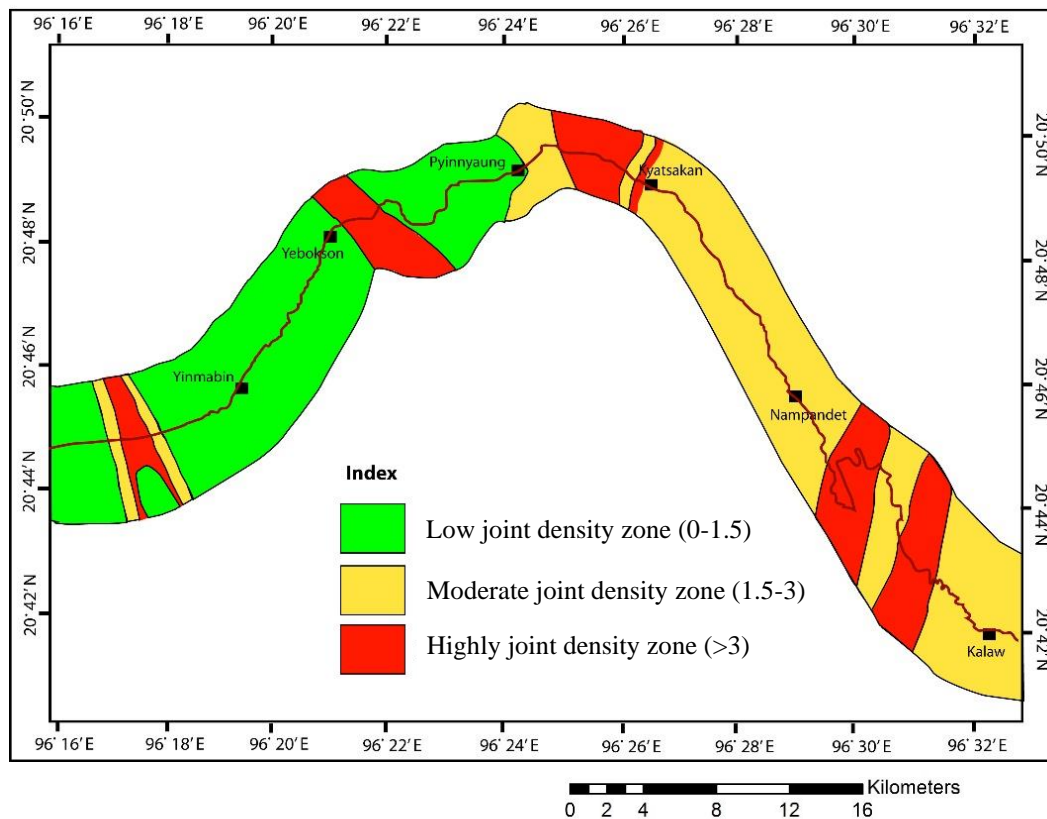 96° 16′E 96° 18′E 96° 20′E 96° 22′E 96° 24′E 96° 26′E 96° 28′E 96° 30′E 96° 32′E
20° 50′N
20° 48′N
20° 46′N
20° 44′N
20° 42′N
Pyinnyaung
Kyatsakan
Yebokson
Yinmabin
Nampandet
Kalaw
Index
Low joint density zone (0-1.5)
Moderate joint density zone (1.5-3)
Highly joint density zone (>3)
20° 50′N
20° 48′N
20° 46′N
20° 44′N
20° 42′N
96° 16′E 96° 18′E 96° 20′E 96° 22′E 96° 24′E 96° 26′E 96° 28′E 96° 30′E 96° 32′E
Kilometers
0 2 4 8 12 16